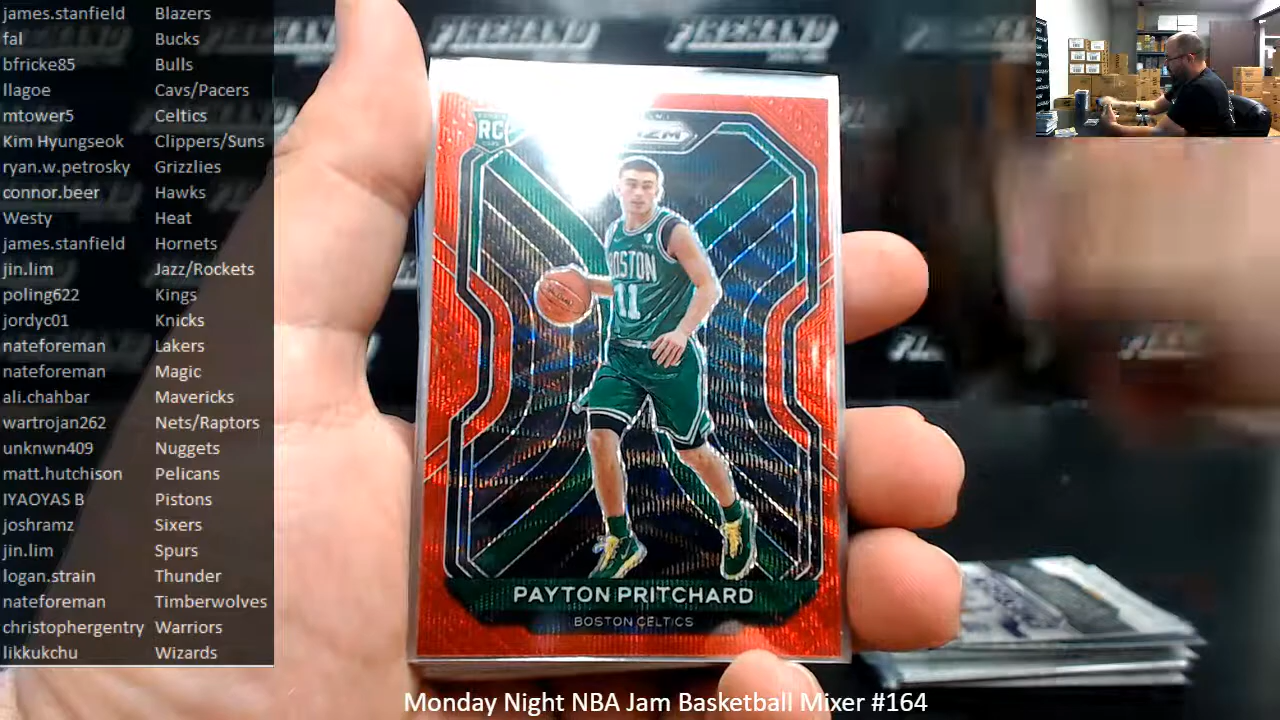 james.stanfield Blazers
fal Bucks
bfricke85 Bulls
llagoe Cavs/Pacers
mtower5 Celtics
Kim Hyungseok Clippers/Suns
ryan.w.petrosky Grizzlies
connor.beer Hawks
Westy Heat
james.stanfield Hornets
jin.lim Jazz/Rockets
poling622 Kings
jordyc01 Knicks
nateforeman Lakers
nateforeman Magic
ali.chahbar Mavericks
wartrojan262 Nets/Raptors
unknwn409 Nuggets
matt.hutchison Pelicans
IYAOYAS B Pistons
joshramz Sixers
jin.lim Spurs
logan.strain Thunder
nateforeman Timberwolves
christophergentry Warriors
likkukchu Wizards
FIREHAND FIREHAND
RC
BOSTON
11
PAYTON PRITCHARD
BOSTON CELTICS
Monday Night NBA Jam Basketball Mixer #164